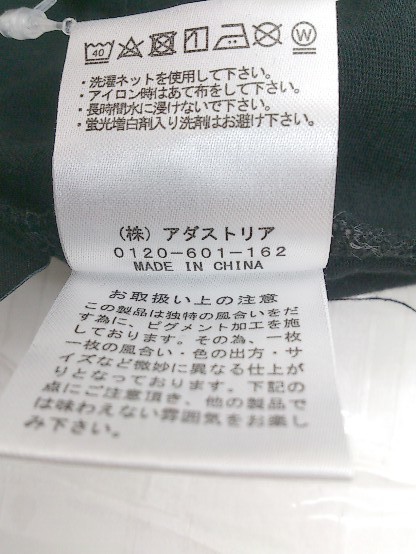 40 W
・洗濯ネットを使用して下さい。
・アイロン時はあて布をして下さい。
・長時間水に浸けないで下さい。
・蛍光増白剤入り洗剤はお避け下さい。
(株) アダストリア
0120-601-162
MADE IN CHINA
お取扱い上の注意
この製品は独特の風合いをだ
す為に、ピグメント加工を施
しております。その為、一枚
一枚の風合い・色の出方・サ
イズなど微妙に異なる仕上が
りとなっております。下記の
点にご注意頂き、他の製品で
は味わえない雰囲気をお楽し
み下さい。